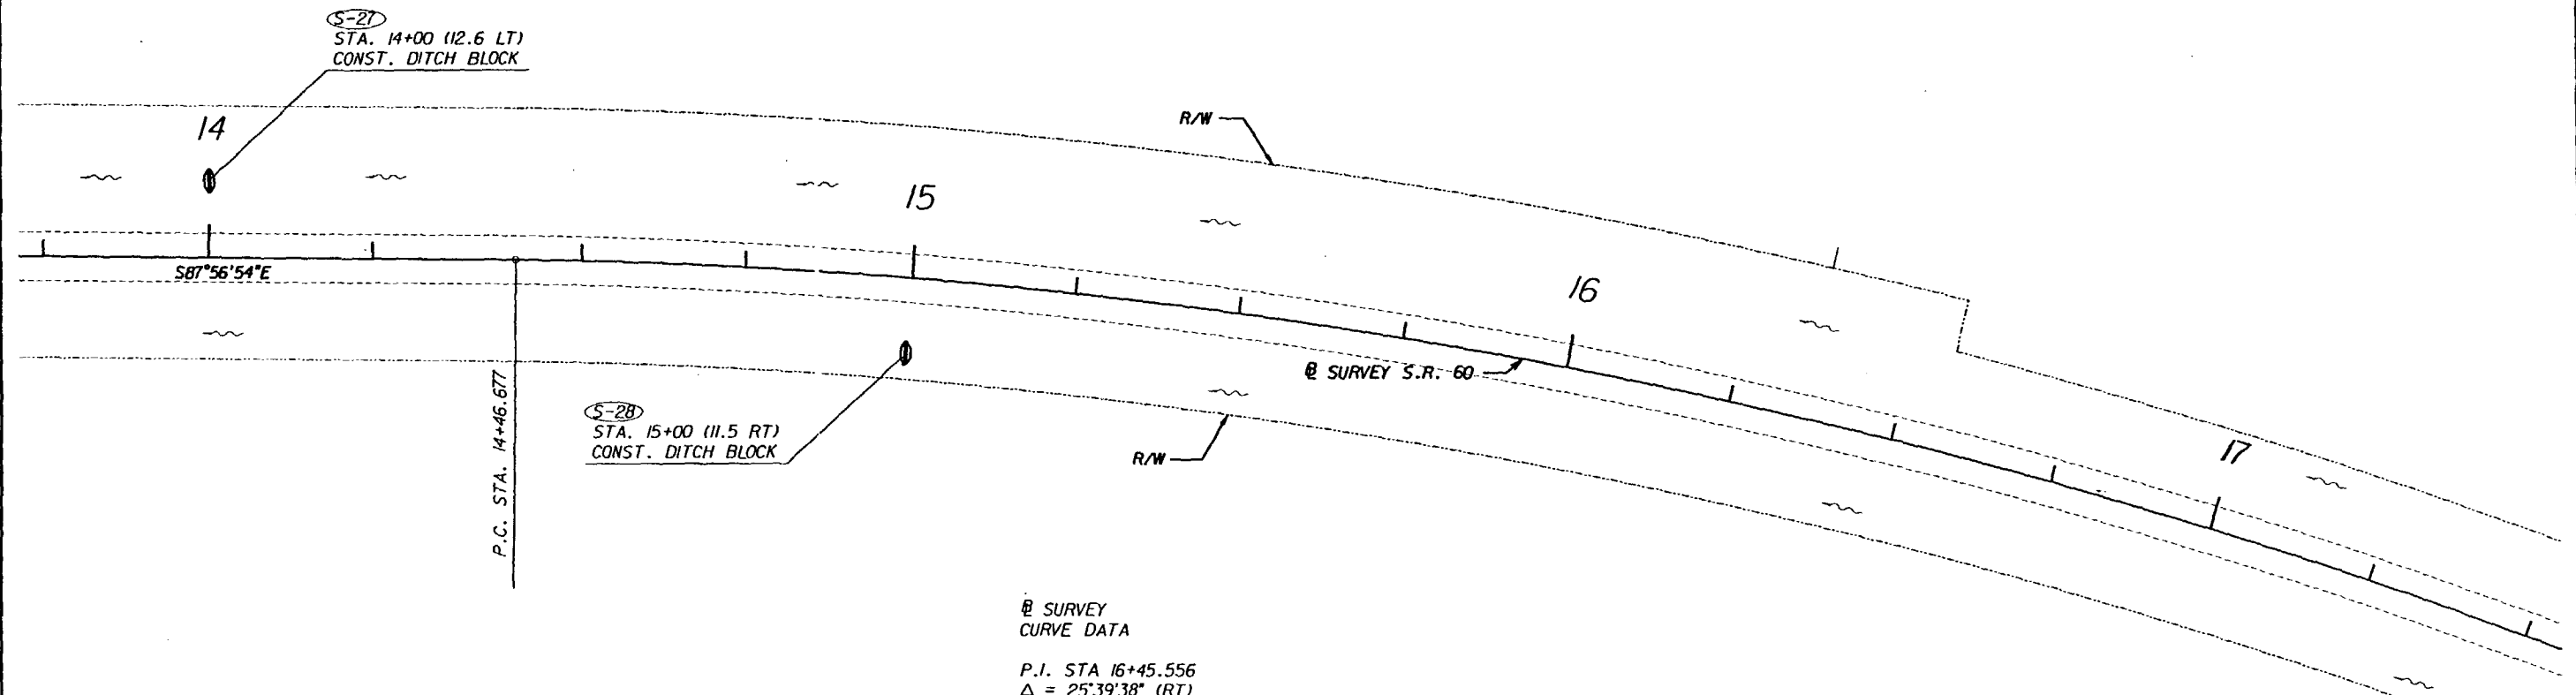 S-27
STA. 14+00 (12.6 LT)
CONST. DITCH BLOCK
14
R/W
15
S87°56'54"E
16
P.C. STA. 14+46.677
℄ SURVEY S.R. 60
S-28
STA. 15+00 (11.5 RT)
CONST. DITCH BLOCK
R/W
17
℄ SURVEY
CURVE DATA
P.I. STA 16+45.556
Δ = 25°39'38" (RT)